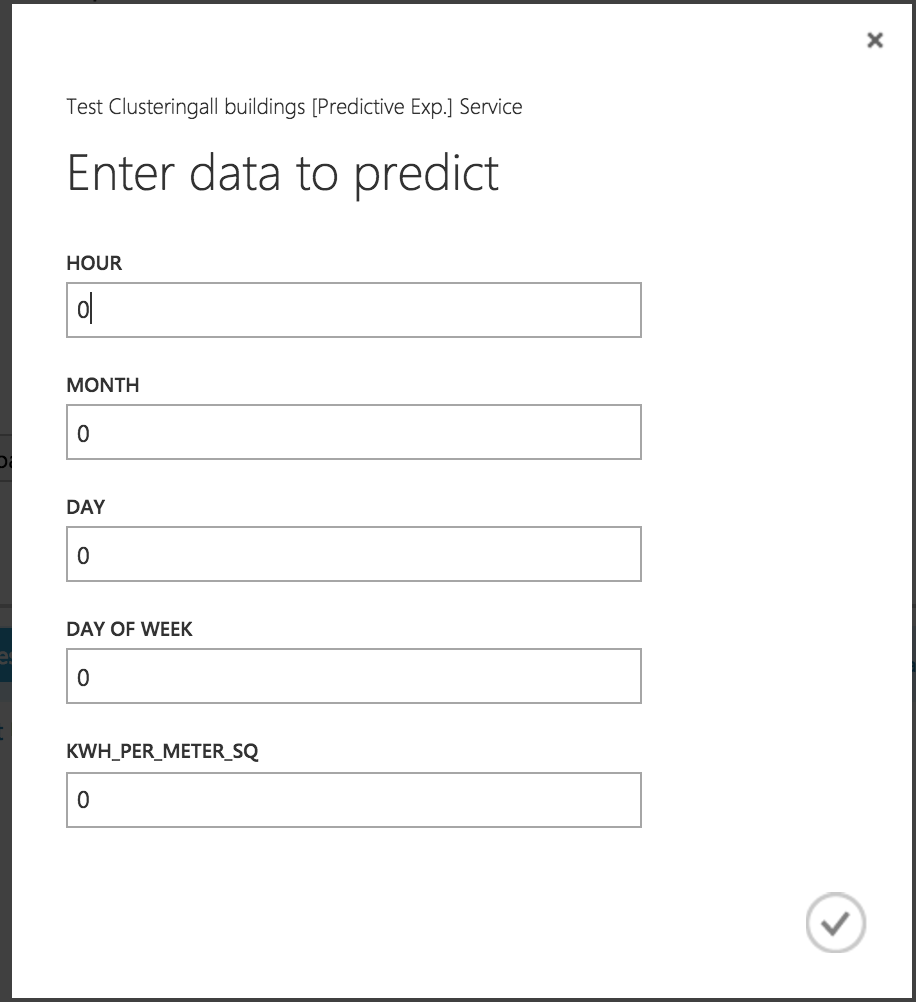 Test Clusteringall buildings [Predictive Exp.] Service
Enter data to predict
HOUR
0
MONTH
0
DAY
0
DAY OF WEEK
0
KWH_PER_METER_SQ
0